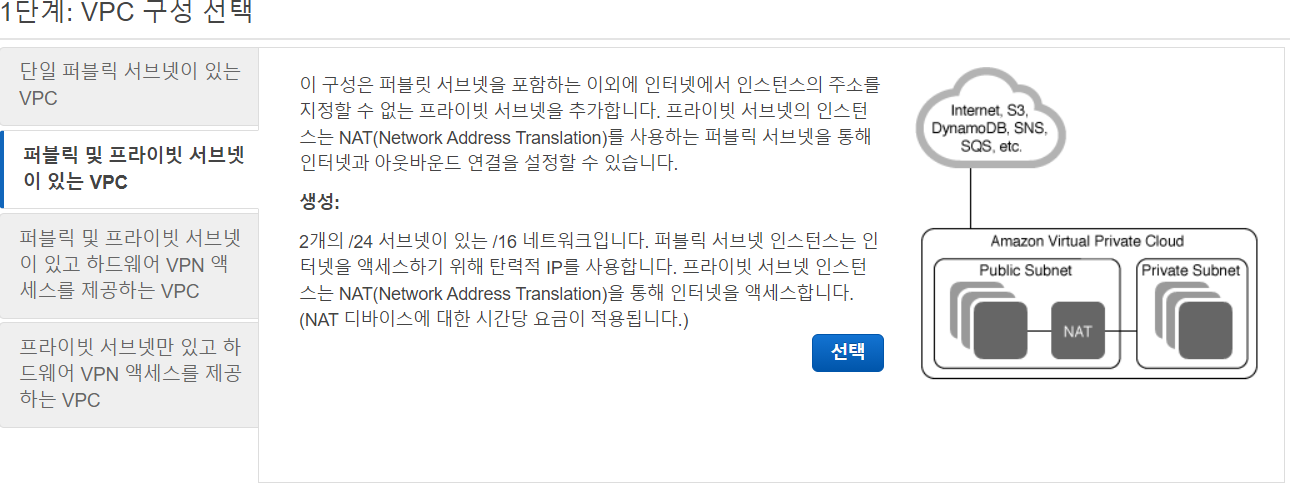 1단계: VPC 구성 선택
단일 퍼블릭 서브넷이 있는
VPC
퍼블릭 및 프라이빗 서브넷
이 있는 VPC
퍼블릭 및 프라이빗 서브넷
이 있고 하드웨어 VPN 액
세스를 제공하는 VPC
프라이빗 서브넷만 있고 하
드웨어 VPN 액세스를 제공
하는 VPC
이 구성은 퍼블릿 서브넷을 포함하는 이외에 인터넷에서 인스턴스의 주소를
지정할 수 없는 프라이빗 서브넷을 추가합니다. 프라이빗 서브넷의 인스턴
스는 NAT(Network Address Translation)를 사용하는 퍼블릭 서브넷을 통해
인터넷과 아웃바운드 연결을 설정할 수 있습니다.
생성:
2개의 /24 서브넷이 있는 /16 네트워크입니다. 퍼블릭 서브넷 인스턴스는 인
터넷을 액세스하기 위해 탄력적 IP를 사용합니다. 프라이빗 서브넷 인스턴
스는 NAT(Network Address Translation)을 통해 인터넷을 액세스합니다.
(NAT 디바이스에 대한 시간당 요금이 적용됩니다.)
선택
Internet, S3,
DynamoDB, SNS,
SQS, etc.
Amazon Virtual Private Cloud
Public Subnet
Private Subnet
NAT